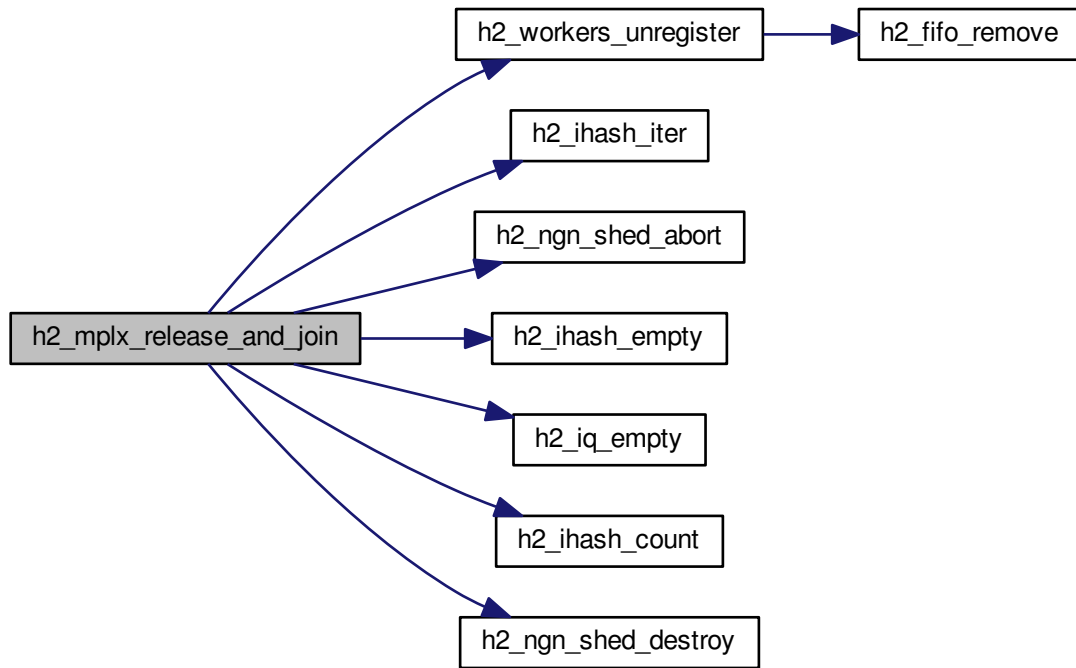 h2_workers_unregister
h2_fifo_remove
h2_ihash_iter
h2_ngn_shed_abort
h2_mplx_release_and_join
h2_ihash_empty
h2_iq_empty
h2_ihash_count
h2_ngn_shed_destroy